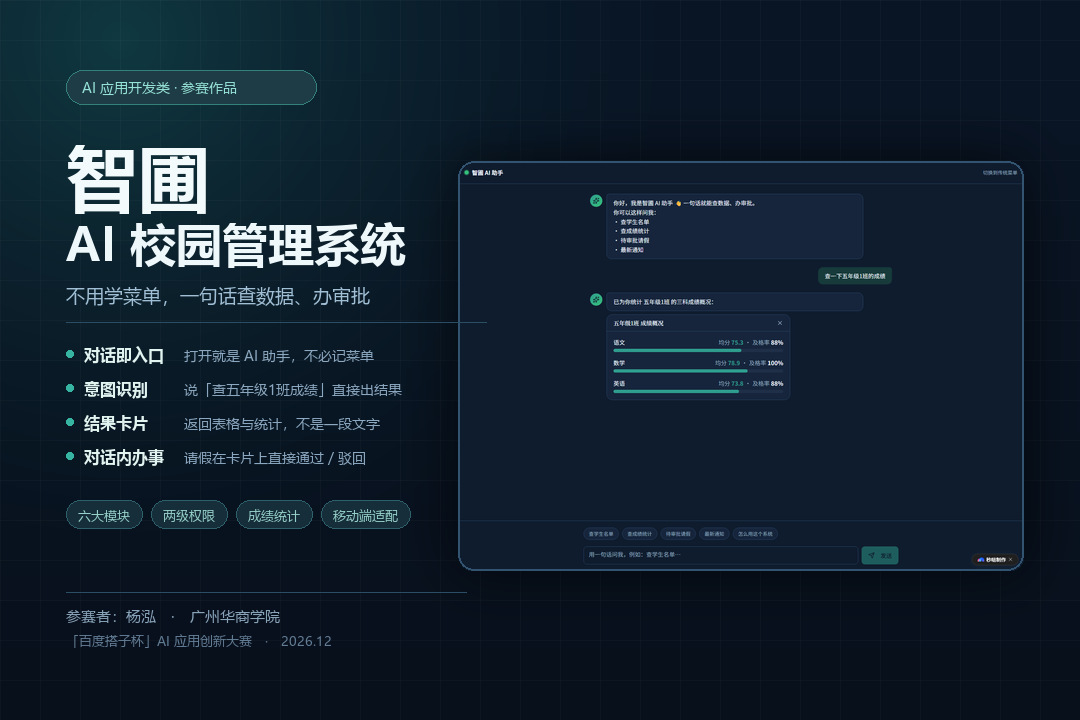 AI 应用开发类 · 参赛作品
智圃
AI 校园管理系统
不用学菜单，一句话查数据、办审批
对话即入口 打开就是 AI 助手，不必记菜单
意图识别 说「查五年级1班成绩」直接出结果
结果卡片 返回表格与统计，不是一段文字
对话内办事 请假在卡片上直接通过 / 驳回
六大模块 两级权限 成绩统计 移动端适配
参赛者：杨泓 · 广州华商学院
「百度搭子杯」AI 应用创新大赛 · 2026.12
智圃 AI 助手 切换到传统菜单
你好，我是智圃 AI 助手 👋 一句话就能查数据、办审批。
你可以这样问我：
• 查学生名单
• 查成绩统计
• 待审批请假
• 最新通知
查一下五年级1班的成绩
已为你统计 五年级1班 的三科成绩概况：
五年级1班 成绩概况 ×
语文 均分 75.3 · 及格率 88%
数学 均分 78.9 · 及格率 100%
英语 均分 73.8 · 及格率 88%
查学生名单 查成绩统计 待审批请假 最新通知 怎么用这个系统
用一句话问我，例如：查学生名单… 发送
秒哒制作 ×